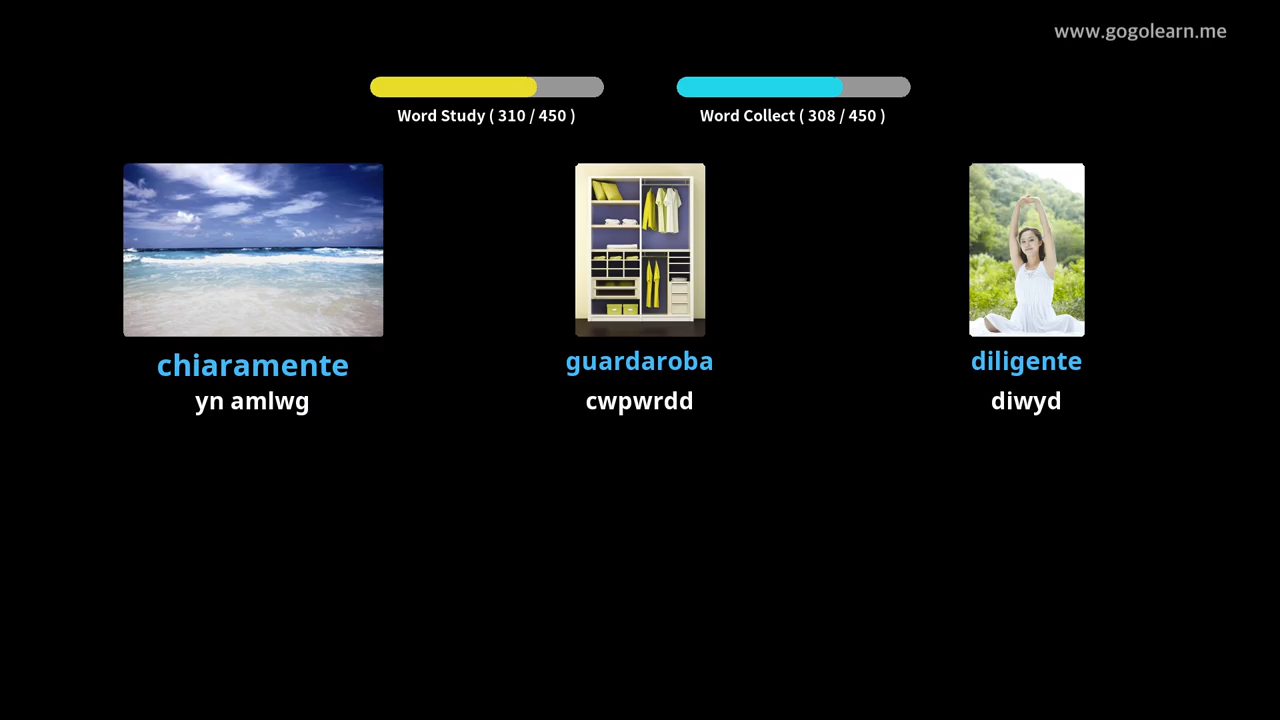 www.gogolearn.me
Word Study ( 310 / 450 )
Word Collect ( 308 / 450 )
chiaramente
yn amlwg
guardaroba
cwpwrdd
diligente
diwyd